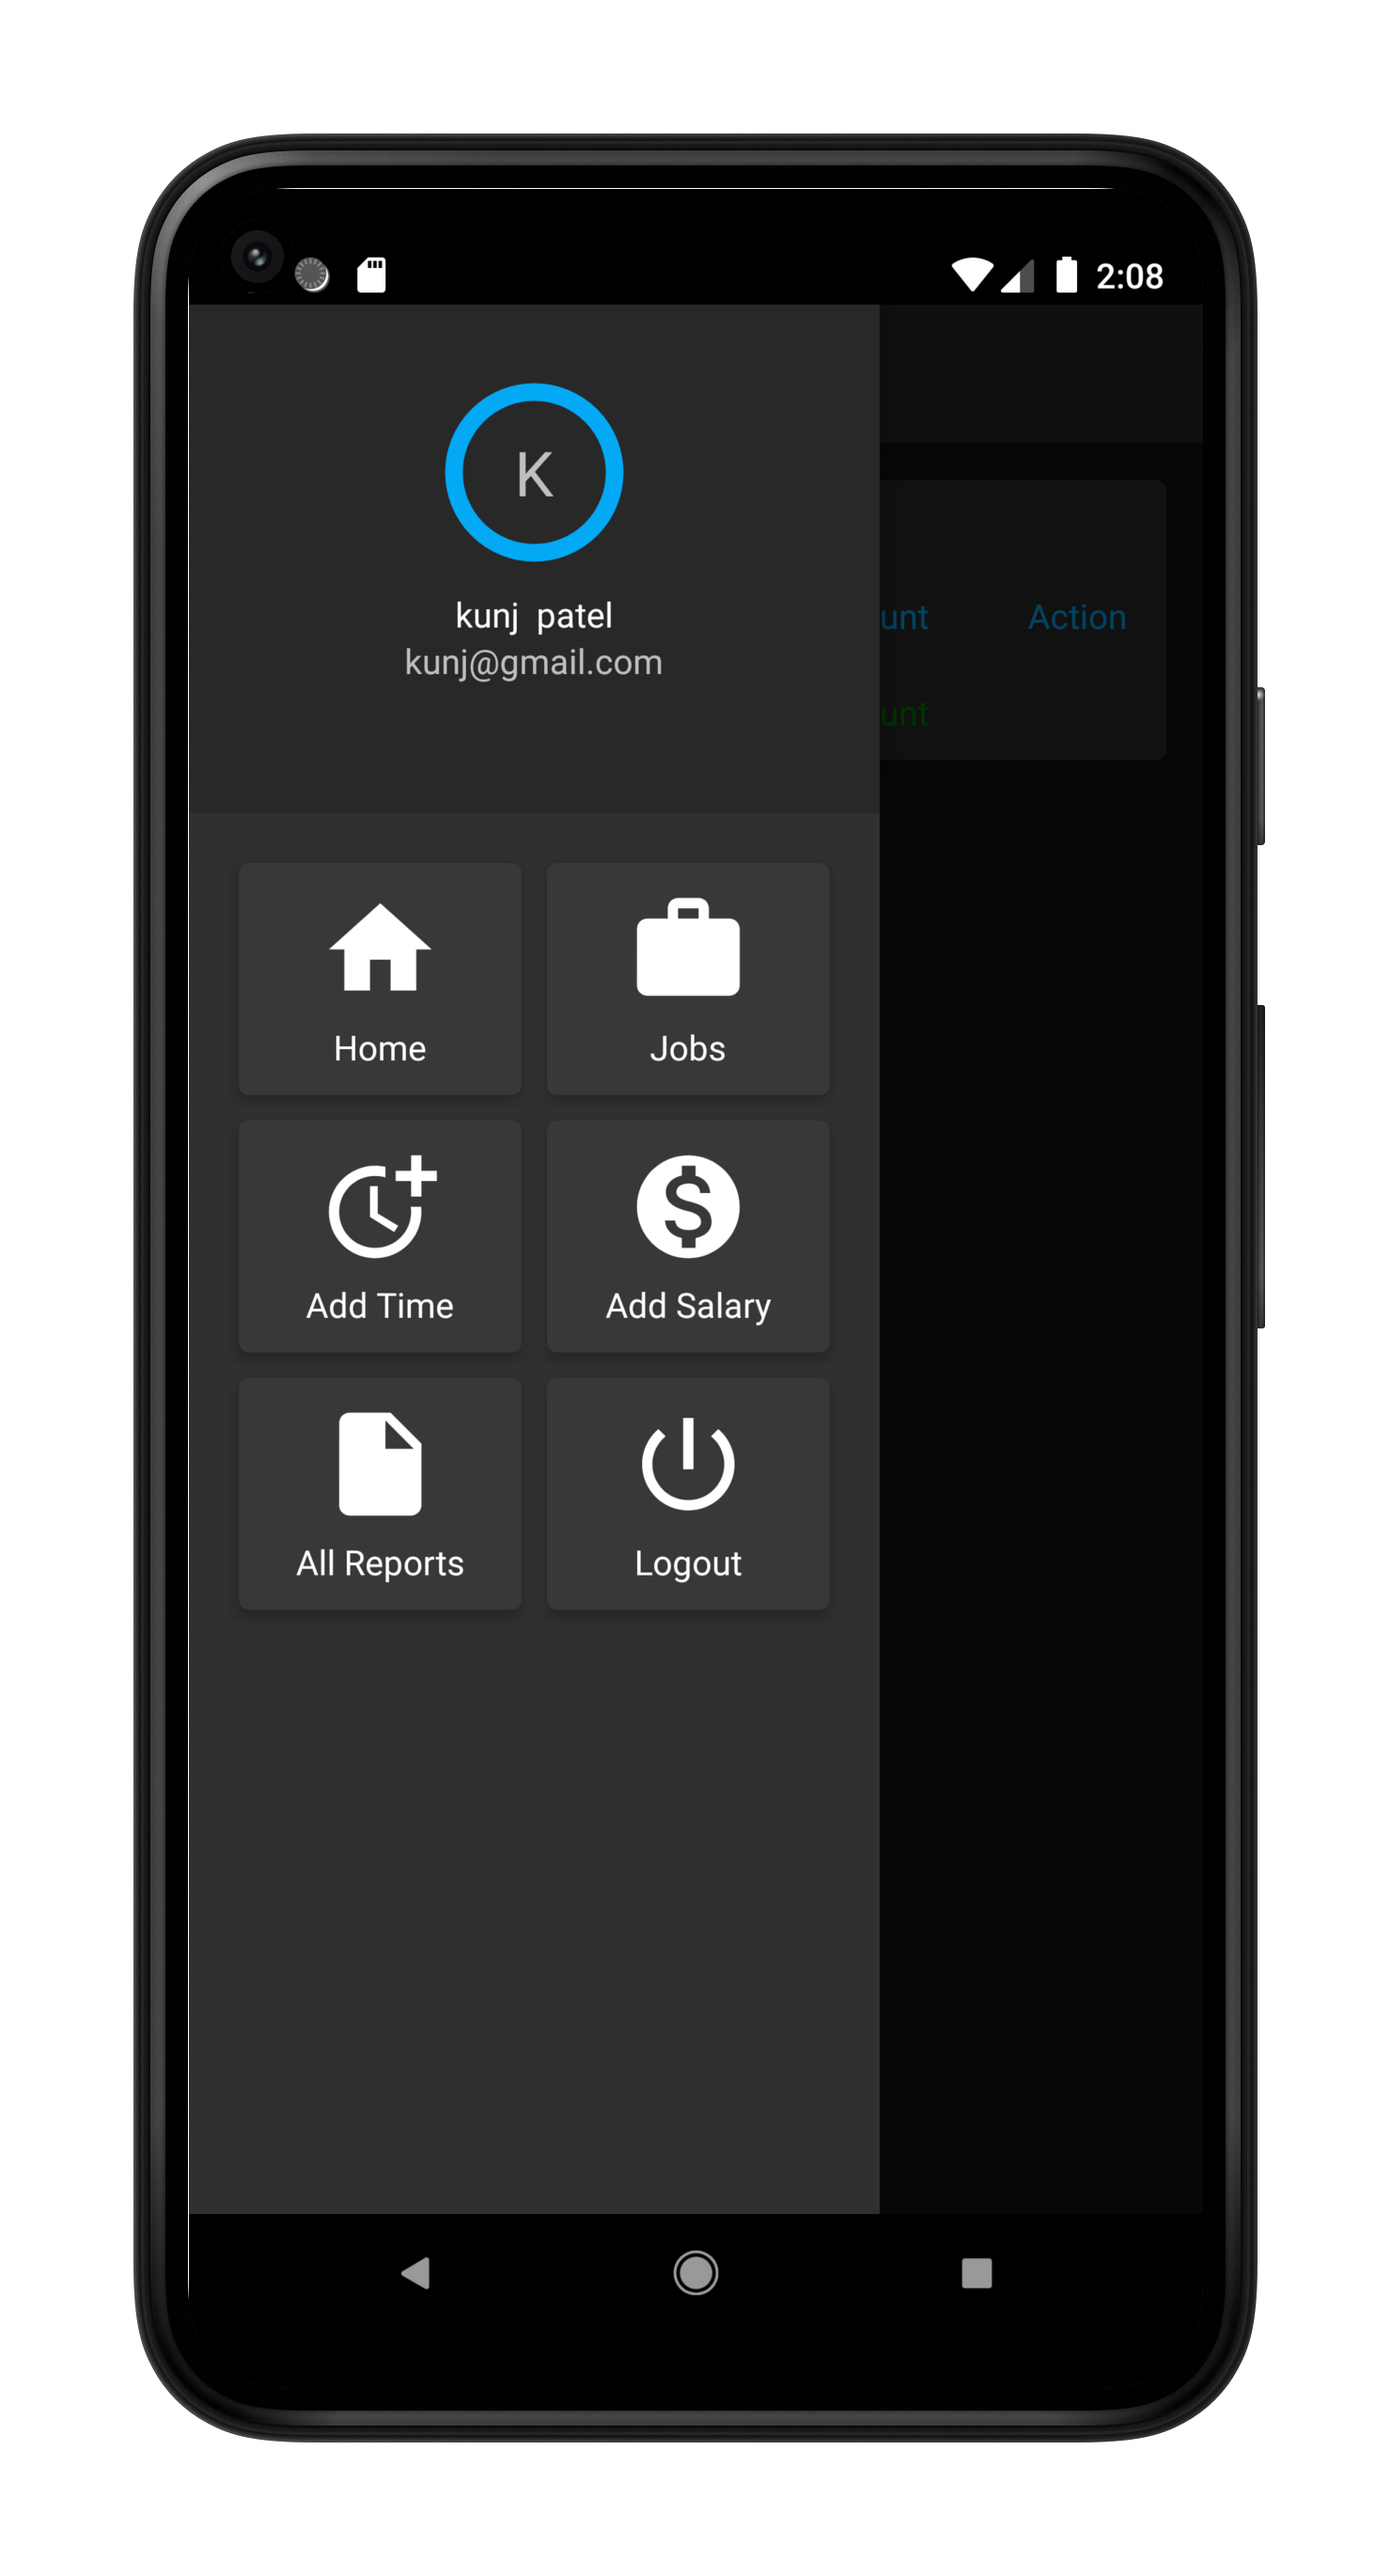 2:08
K
kunj patel
kunj@gmail.com
unt Action
unt
Home Jobs
Add Time Add Salary
All Reports Logout